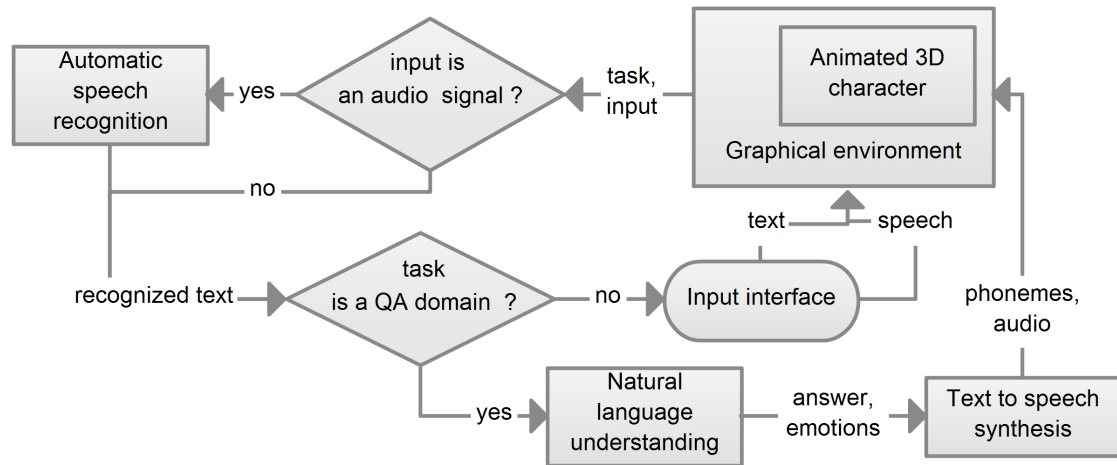 Automatic
speech
recognition
yes
input is
an audio signal ?
task,
input
Animated 3D
character
Graphical environment
no
text
speech
recognized text
task
is a QA domain ?
no
Input interface
phonemes,
audio
yes
Natural
language
understanding
answer,
emotions
Text to speech
synthesis